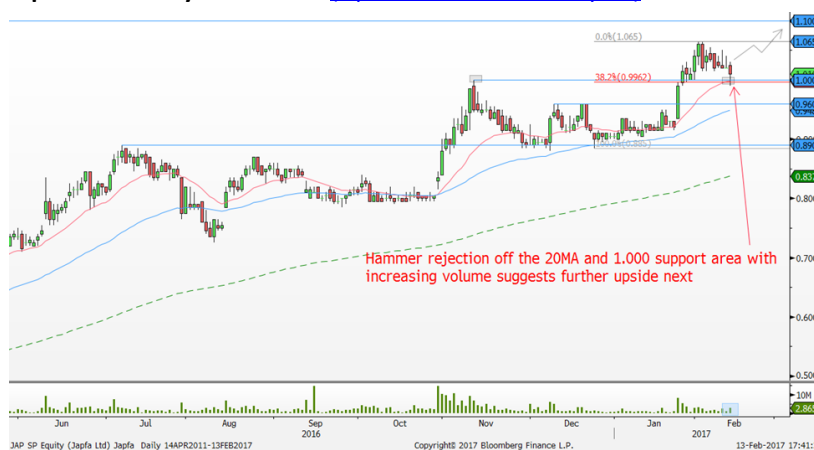 1.100
0.0%(1.065)
1.065
38.2%(0.9962)
1.000
0.960
0.890
0.83
0.800
0.700
Hammer rejection off the 20MA and 1.000 support area with
increasing volume suggests further upside next
0.600
0.500
10M
2.865
Jun Jul Aug Sep Oct Nov Dec Jan Feb
2016 2017
JAP SP Equity (Japfa Ltd) Japfa Daily 14APR2011-13FEB2017 Copyright© 2017 Bloomberg Finance L.P. 13-Feb-2017 17:41: